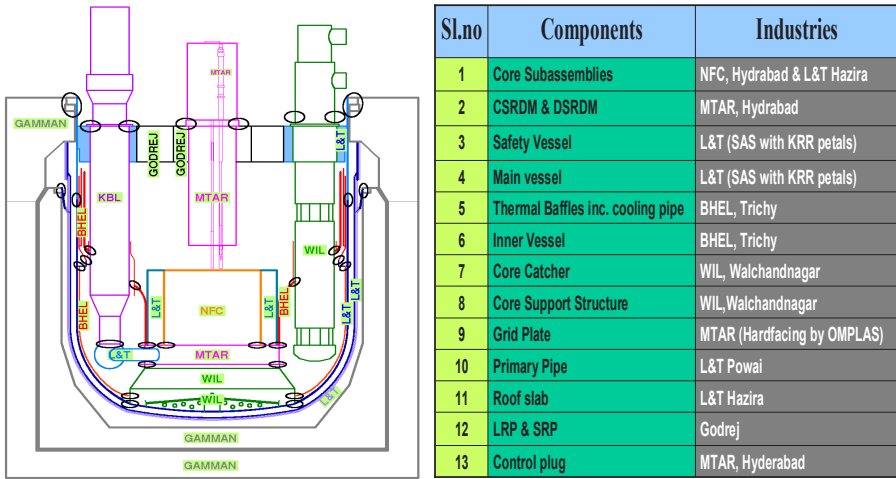 MTAR
GAMMAN
GODREJ
GODREJ
L&T
KBL
MTAR
BHEL
WIL
BHEL
L&T
NFC
L&T
BHEL
L&T
L&T
L&T
MTAR
WIL
WIL
L&T
GAMMAN
GAMMAN
Sl.no Components Industries
1 Core Subassemblies NFC, Hydrabad & L&T Hazira
2 CSRDM & DSRDM MTAR, Hydrabad
3 Safety Vessel L&T (SAS with KRR petals)
4 Main vessel L&T (SAS with KRR petals)
5 Thermal Baffles inc. cooling pipe BHEL, Trichy
6 Inner Vessel BHEL, Trichy
7 Core Catcher WIL, Walchandnagar
8 Core Support Structure WIL,Walchandnagar
9 Grid Plate MTAR (Hardfacing by OMPLAS)
10 Primary Pipe L&T Powai
11 Roof slab L&T Hazira
12 LRP & SRP Godrej
13 Control plug MTAR, Hyderabad